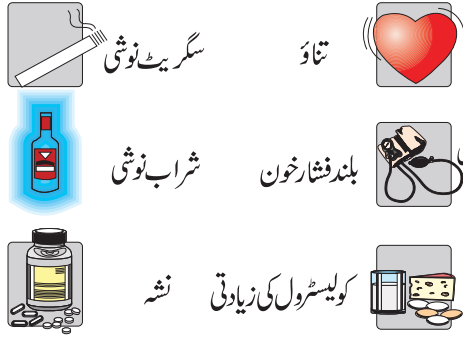 تناؤ
سگریٹ نوشی
بلند فشار خون
شراب نوشی
کولیسٹرول کی زیادتی
نشہ